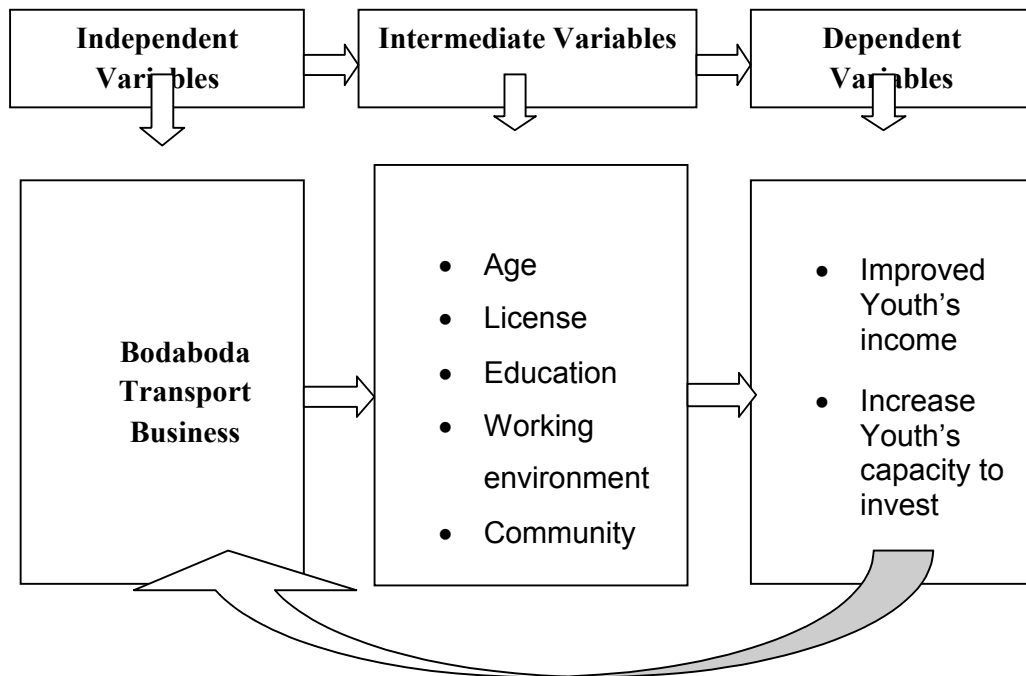 Independent
Variables
Intermediate Variables
Dependent
Variables
Bodaboda
Transport
Business
• Age
• License
• Education
• Working
environment
• Community
• Improved
Youth’s
income
• Increase
Youth’s
capacity to
invest